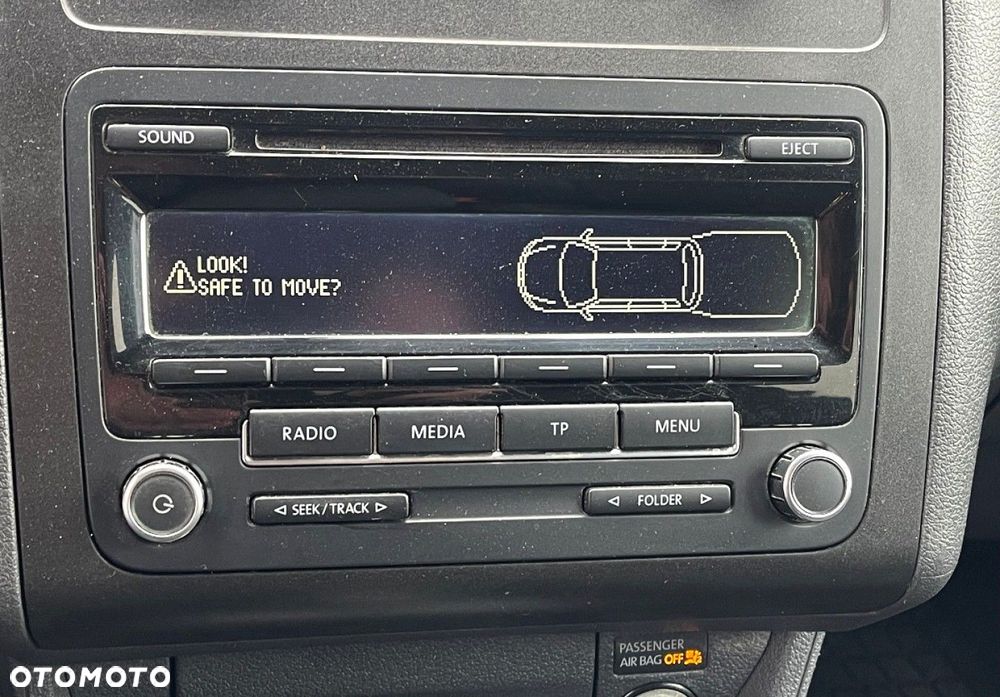 SOUND
EJECT
LOOK!
SAFE TO MOVE?
RADIO
MEDIA
TP
MENU
SEEK/TRACK
FOLDER
PASSENGER
AIR BAG OFF
OTOMOTO